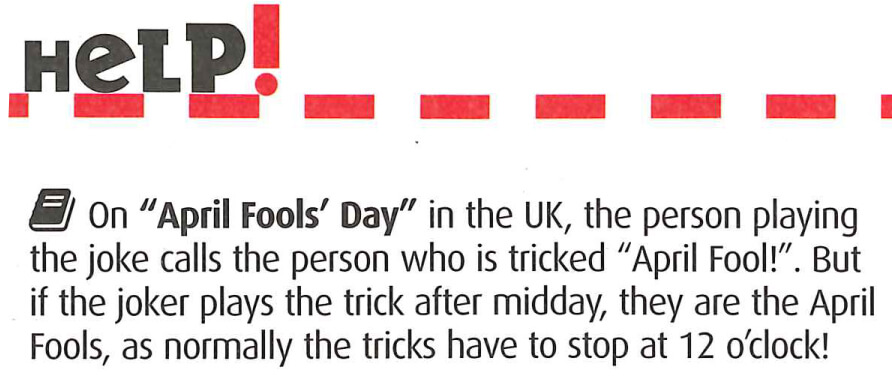 HeLP!
On "April Fools' Day" in the UK, the person playing
the joke calls the person who is tricked "April Fool!". But
if the joker plays the trick after midday, they are the April
Fools, as normally the tricks have to stop at 12 o'clock!